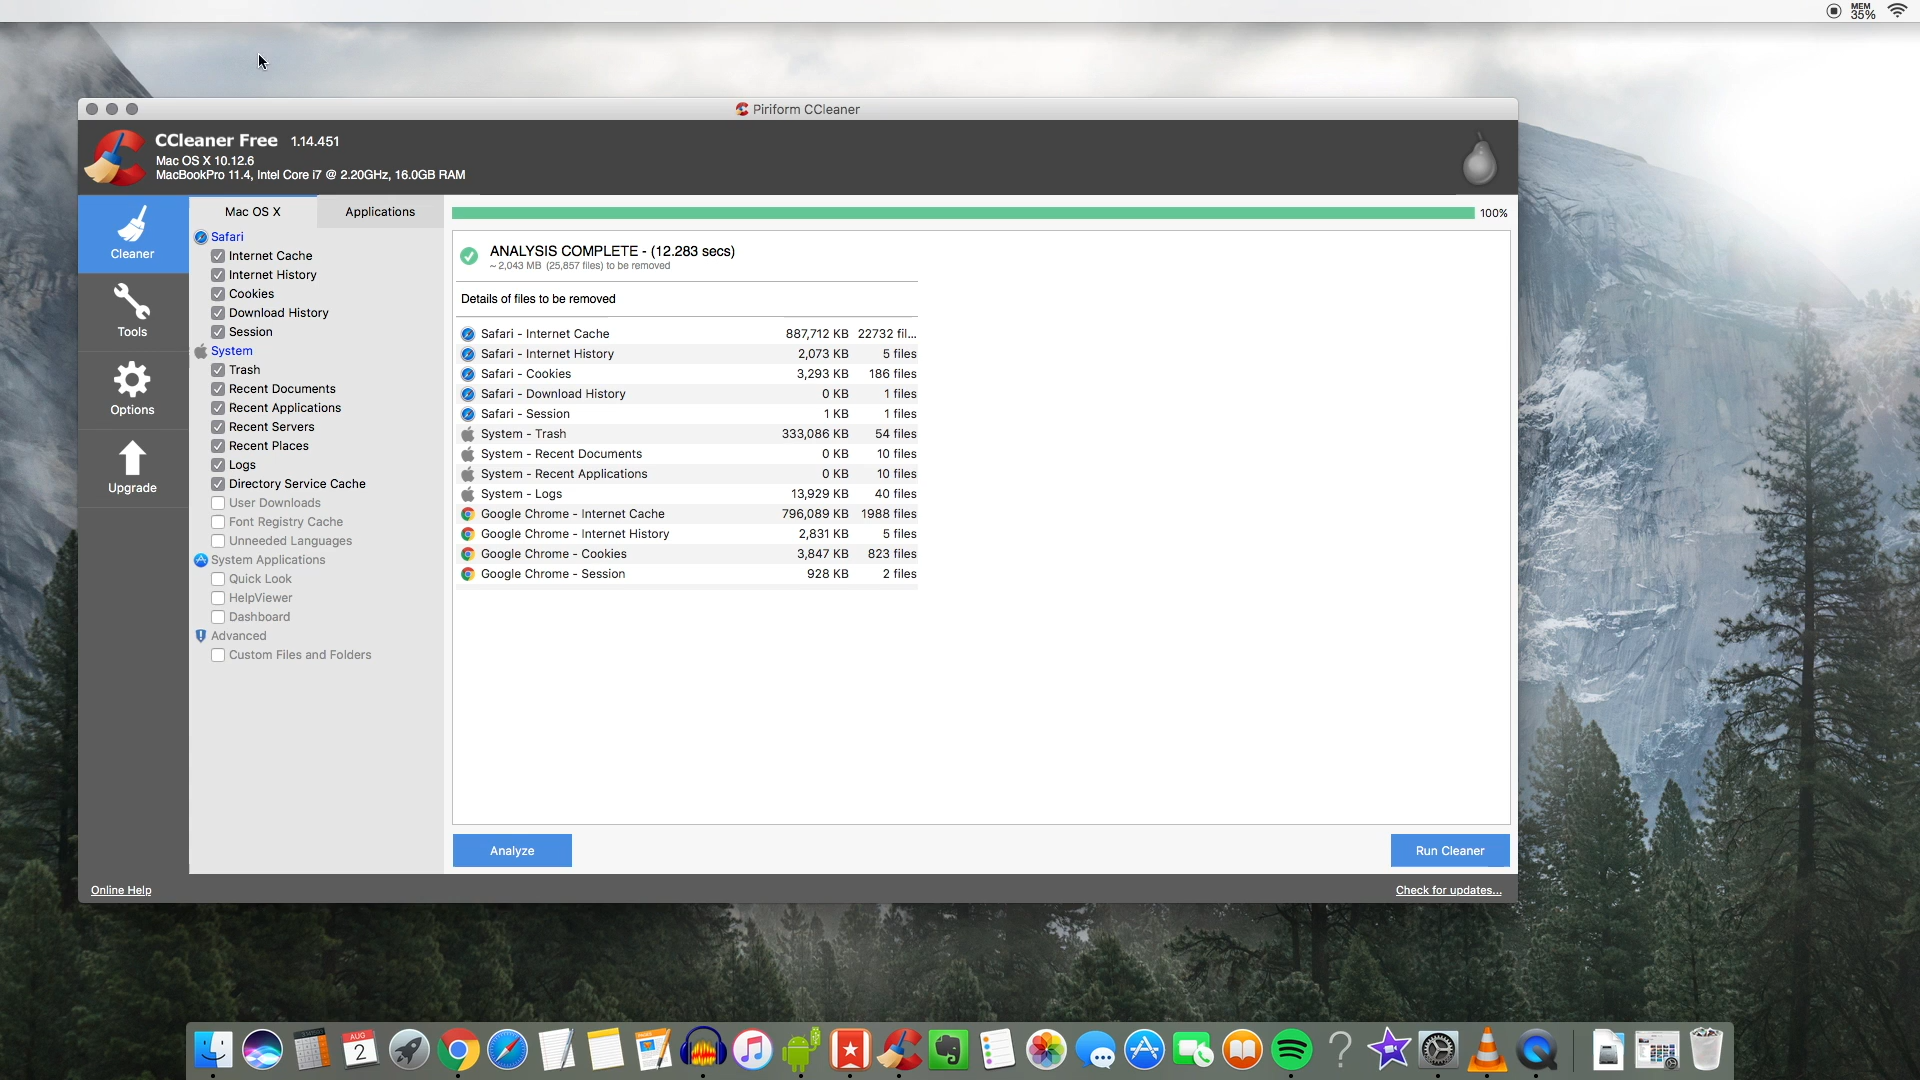 MEM
35%
Piriform CCleaner
CCleaner Free 1.14.451
Mac OS X 10.12.6
MacBookPro 11.4, Intel Core i7 @ 2.20GHz, 16.0GB RAM
Cleaner
Tools
Options
Upgrade
Mac OS X
Applications
Safari
Internet Cache
Internet History
Cookies
Download History
Session
System
Trash
Recent Documents
Recent Applications
Recent Servers
Recent Places
Logs
Directory Service Cache
User Downloads
Font Registry Cache
Unneeded Languages
System Applications
Quick Look
HelpViewer
Dashboard
Advanced
Custom Files and Folders
100%
ANALYSIS COMPLETE - (12.283 secs)
~ 2,043 MB (25,857 files) to be removed
Details of files to be removed
Safari - Internet Cache 887,712 KB 22732 fil...
Safari - Internet History 2,073 KB 5 files
Safari - Cookies 3,293 KB 186 files
Safari - Download History 0 KB 1 files
Safari - Session 1 KB 1 files
System - Trash 333,086 KB 54 files
System - Recent Documents 0 KB 10 files
System - Recent Applications 0 KB 10 files
System - Logs 13,929 KB 40 files
Google Chrome - Internet Cache 796,089 KB 1988 files
Google Chrome - Internet History 2,831 KB 5 files
Google Chrome - Cookies 3,847 KB 823 files
Google Chrome - Session 928 KB 2 files
Analyze
Run Cleaner
Online Help
Check for updates...
AUG
2
?